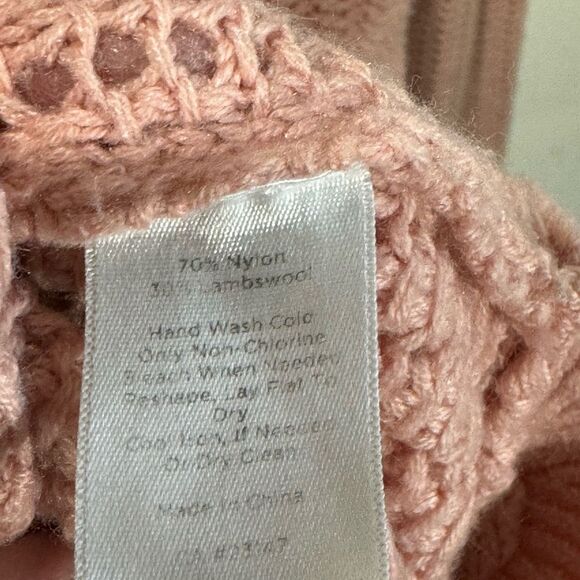 70% Nylon
30% Lambswool
Hand Wash Cold
Only Non-Chlorine
Bleach When Needed
Reshape, Lay Flat To
Dry
Cool Iron, If Needed
Or Dry Clean
Made In China